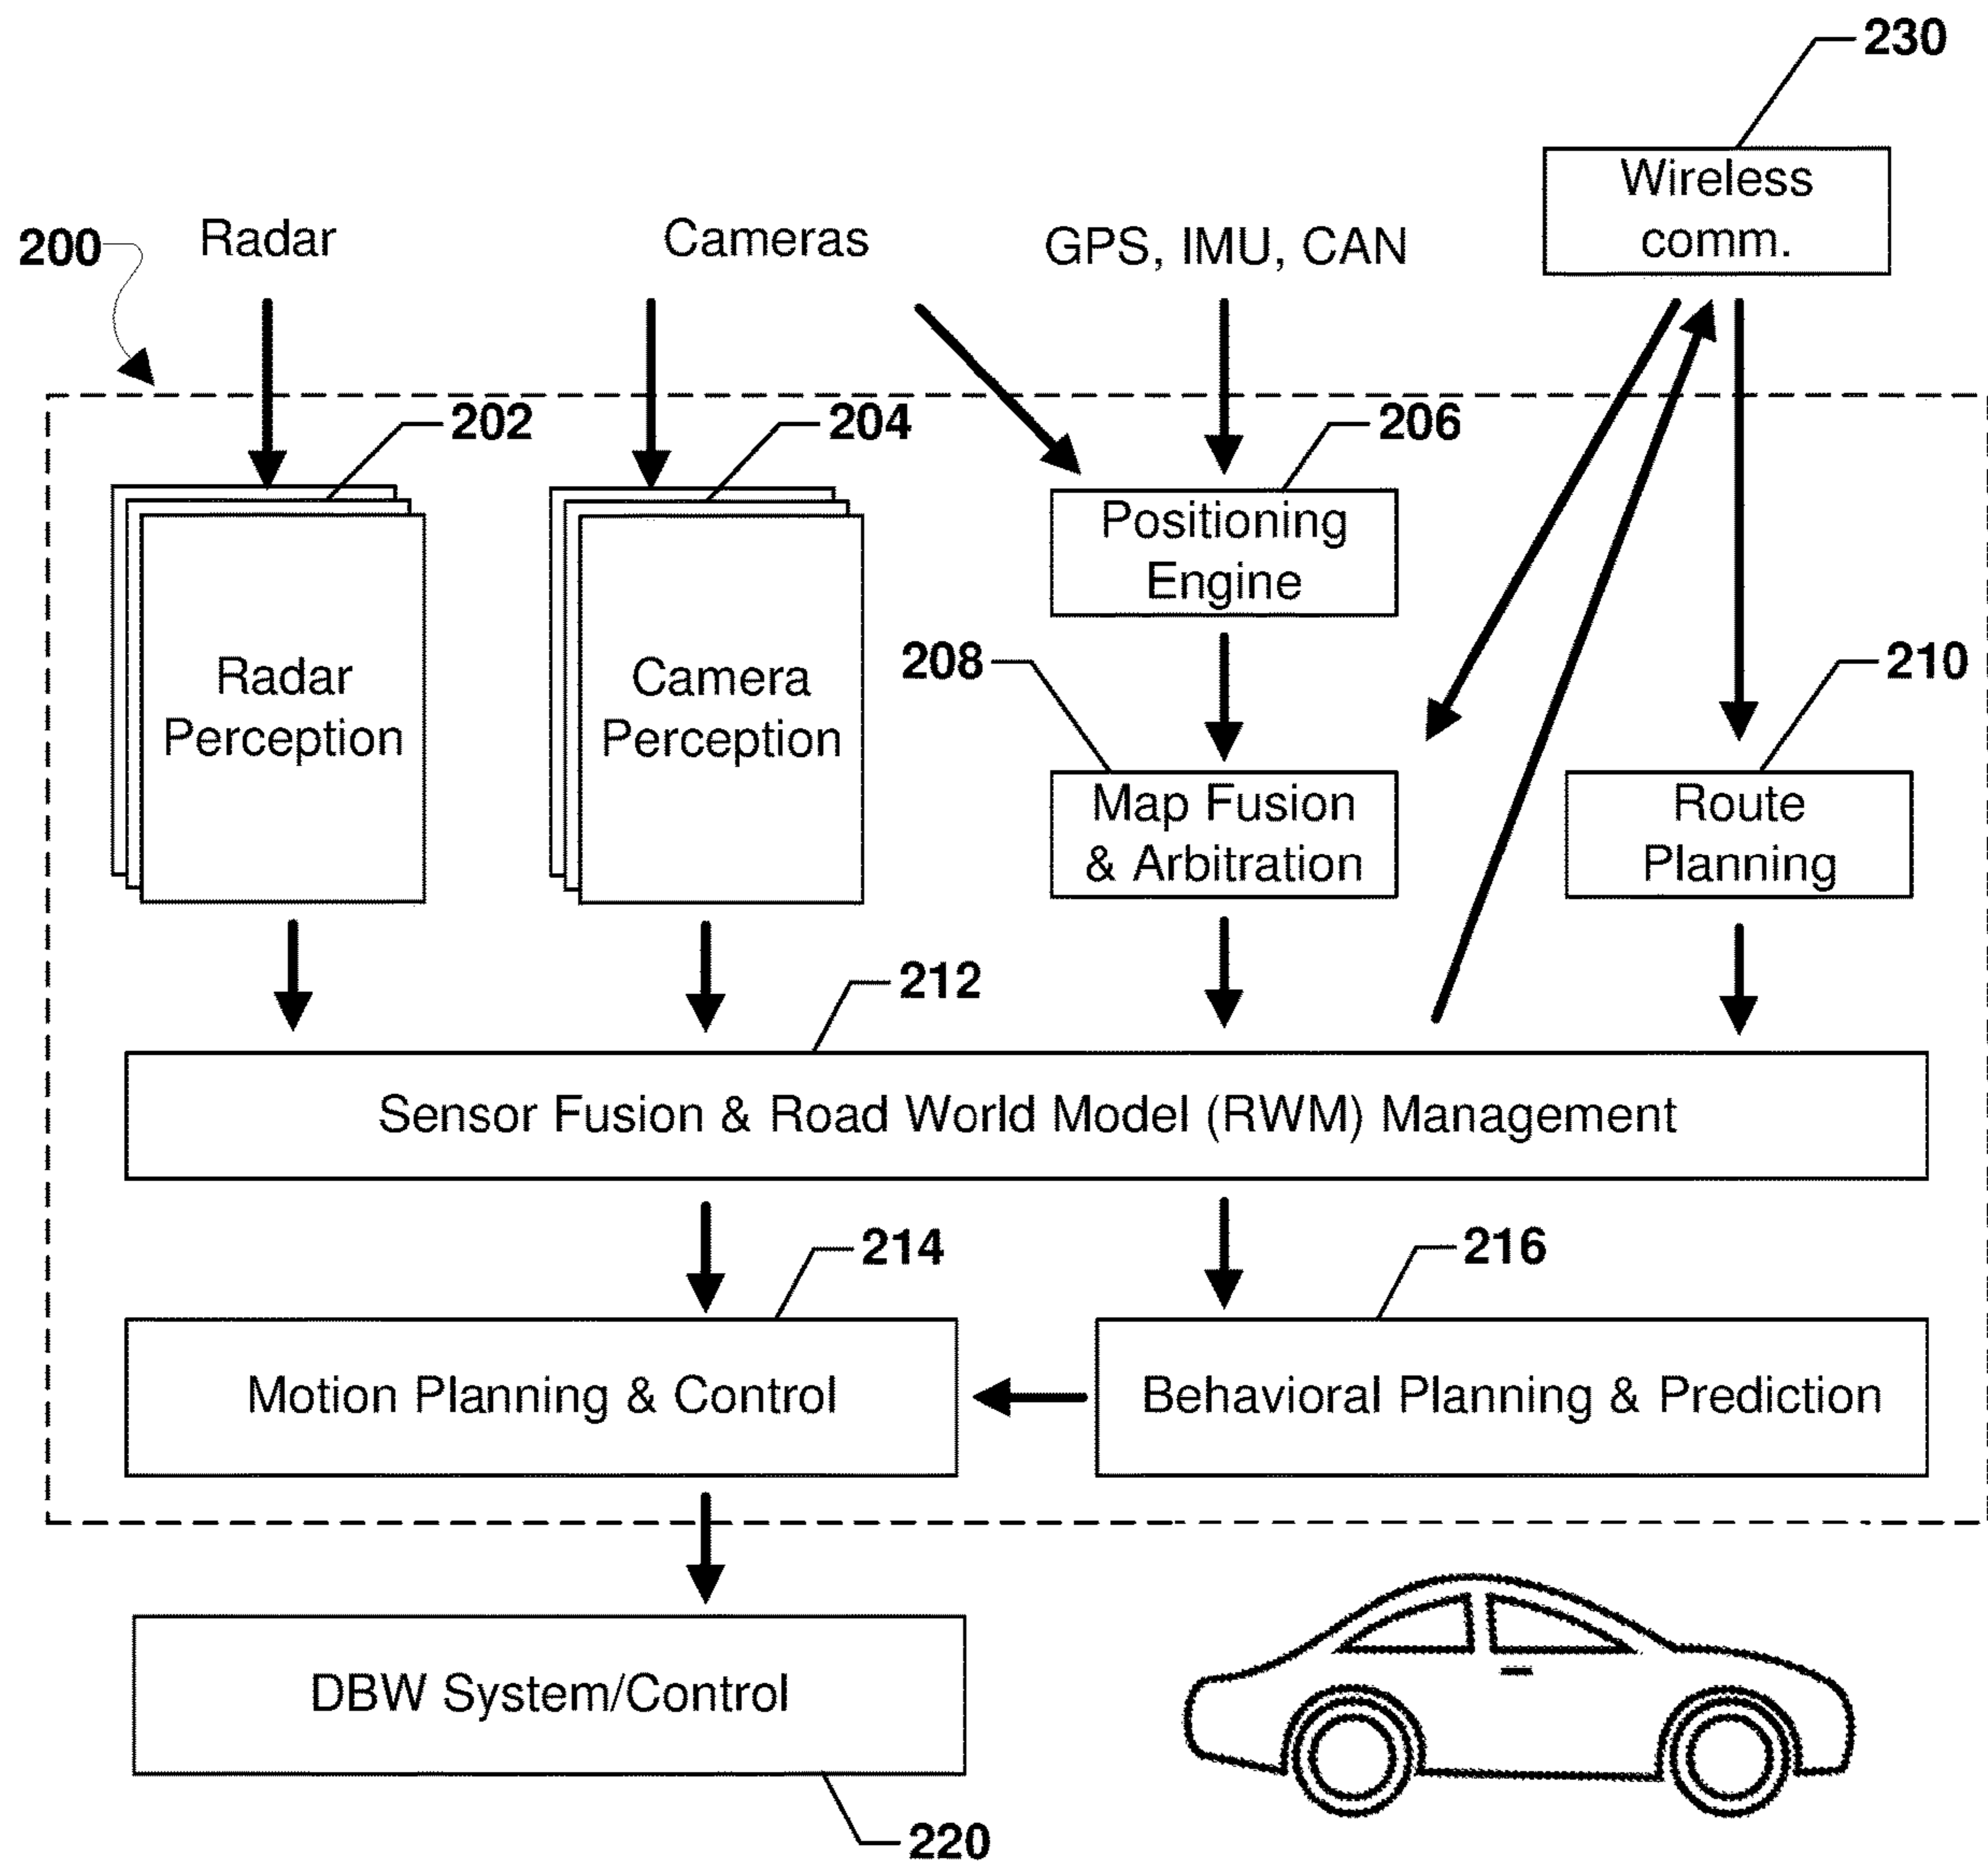 230
Wireless
comm.
200
Radar
Cameras
GPS, IMU, CAN
202
204
206
Positioning
Engine
208
210
Radar
Perception
Camera
Perception
Map Fusion
& Arbitration
Route
Planning
212
Sensor Fusion & Road World Model (RWM) Management
214
216
Motion Planning & Control
Behavioral Planning & Prediction
DBW System/Control
220